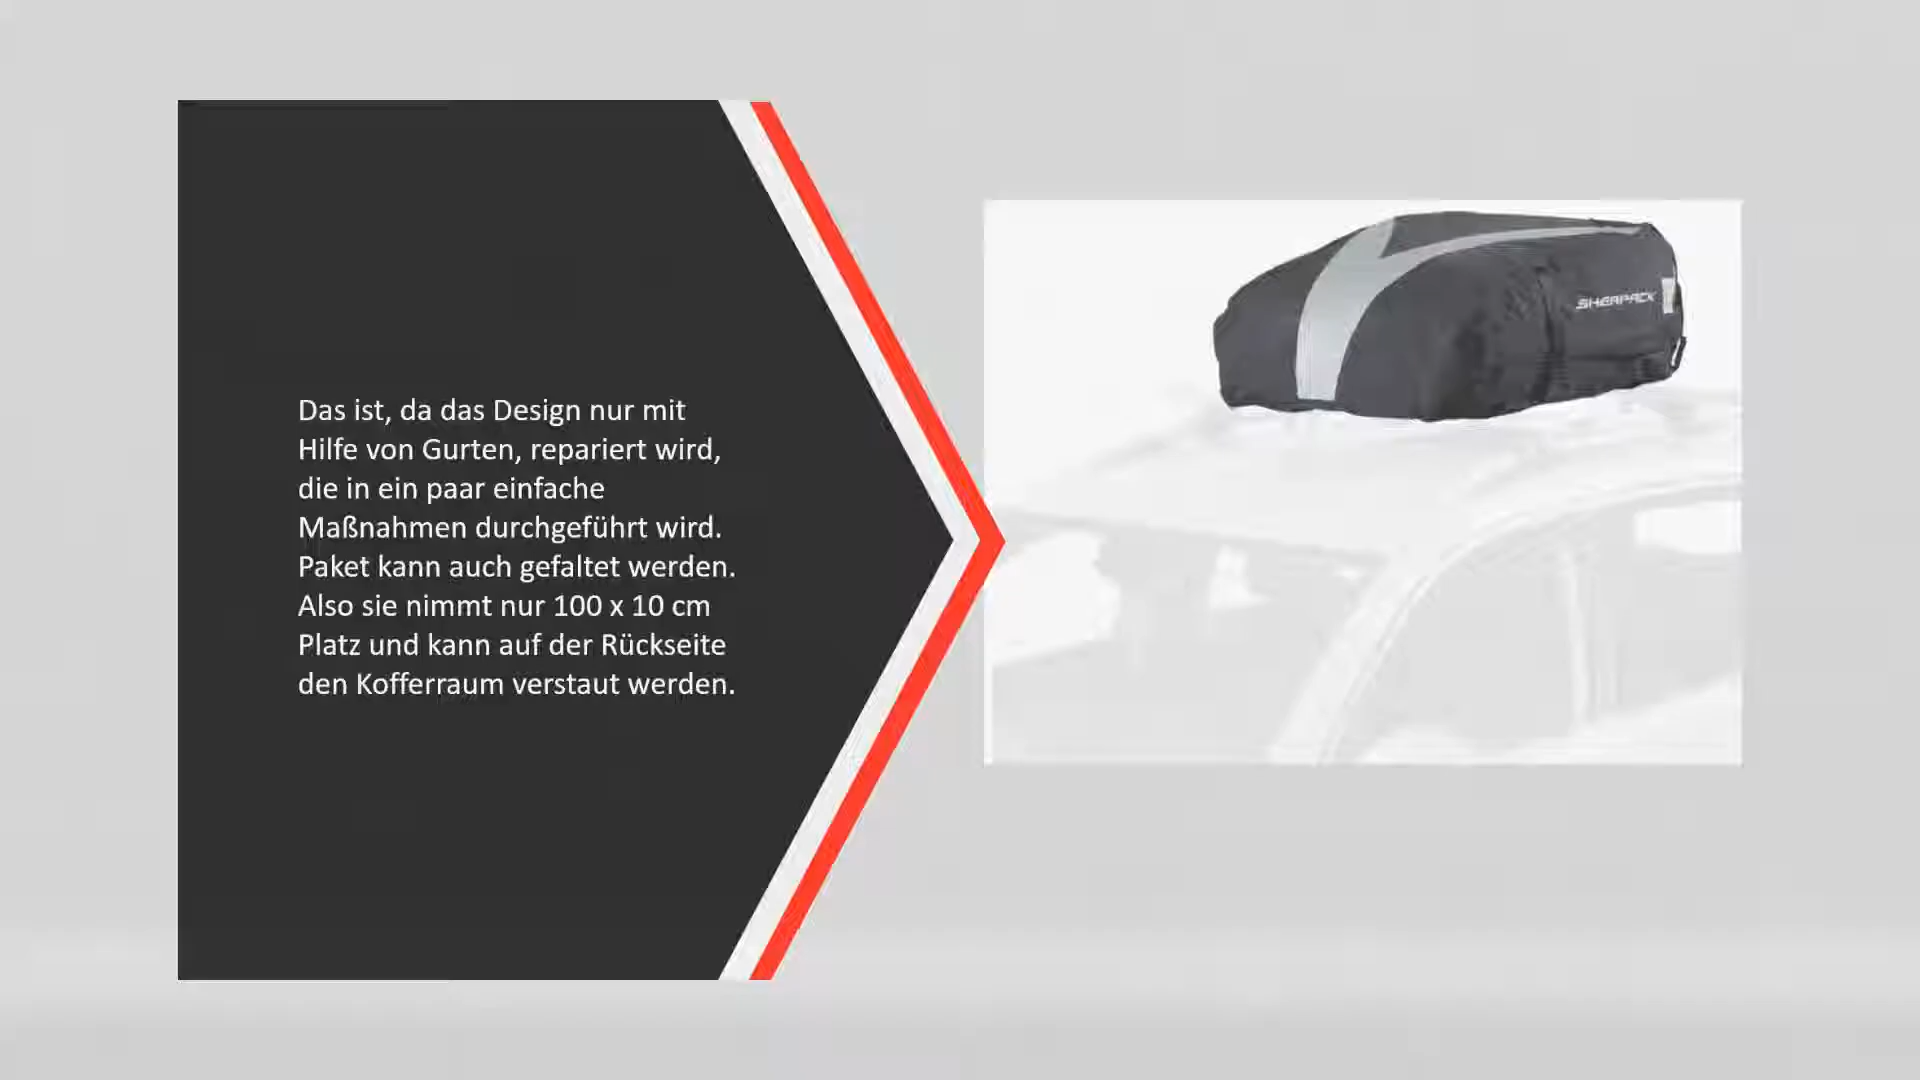 Das ist, da das Design nur mit
Hilfe von Gurten, repariert wird,
die in ein paar einfache
Maßnahmen durchgeführt wird.
Paket kann auch gefaltet werden.
Also sie nimmt nur 100 x 10 cm
Platz und kann auf der Rückseite
den Kofferraum verstaut werden.
SHERPACK